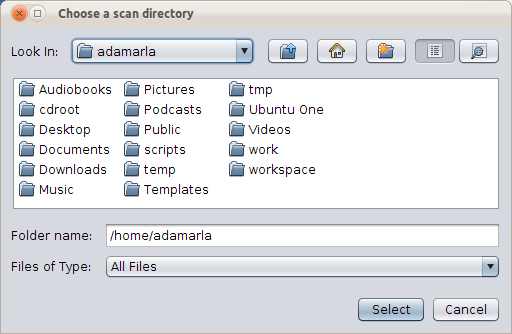 Choose a scan directory
Look In: adamarla
Audiobooks Pictures tmp
cdroot Podcasts Ubuntu One
Desktop Public Videos
Documents scripts work
Downloads temp workspace
Music Templates
Folder name: /home/adamarla
Files of Type: All Files
Select Cancel